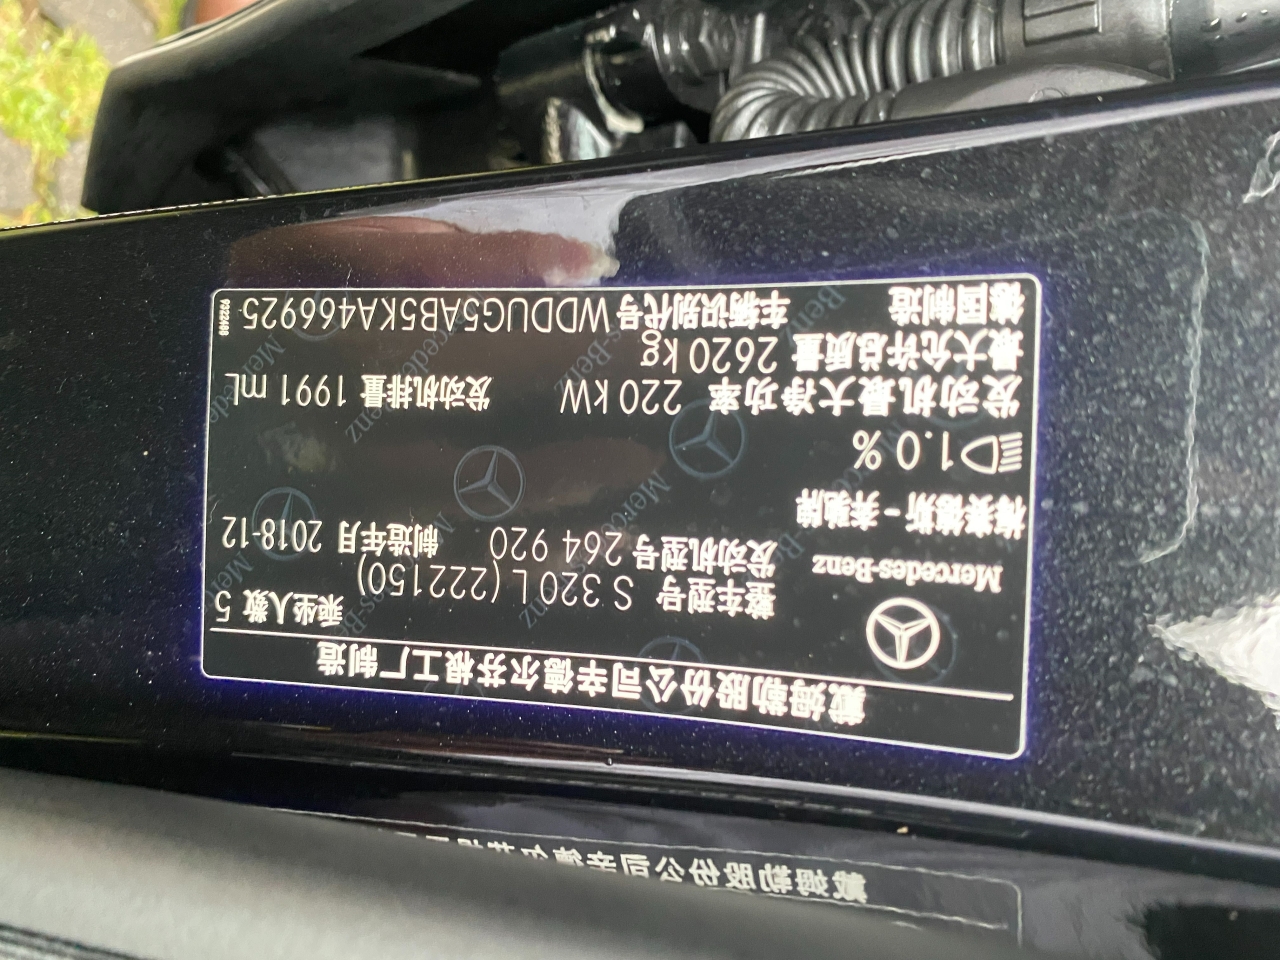 戴姆勒股份公司辛德尔芬根工厂制造
整车型号 S 320 L (222150) 乘坐人数 5
Mercedes-Benz
发动机型号 264 920 制造年月 2018-12
梅赛德斯－奔驰牌
1.0 %
发动机最大净功率 220 kW 发动机排量 1991 mL
最大允许总质量 2620 kg
德国制造 车辆识别代号 WDDUG5AB5KA466925